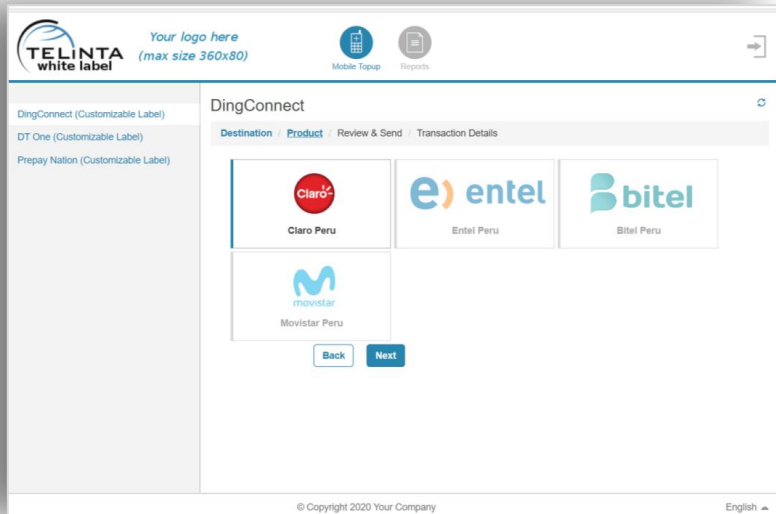 TELINTA
white label
Your logo here
(max size 360x80)
Mobile Topup
Reports
DingConnect (Customizable Label)
DT One (Customizable Label)
Prepay Nation (Customizable Label)
DingConnect
Destination / Product / Review & Send / Transaction Details
Claro
Claro Peru
e) entel
Entel Peru
bitel
Bitel Peru
movistar
Movistar Peru
Back
Next
© Copyright 2020 Your Company
English